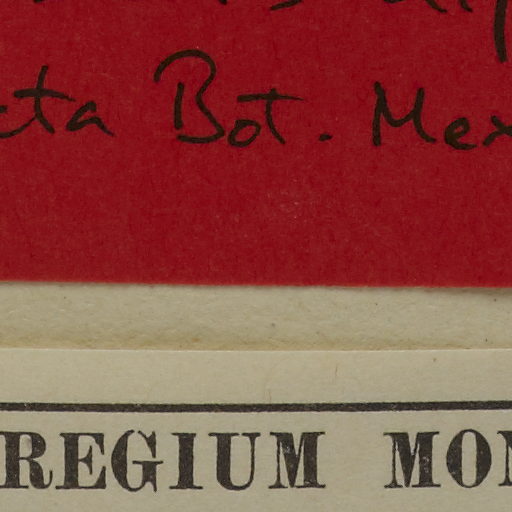 cta Bot. Mex
REGIUM MON